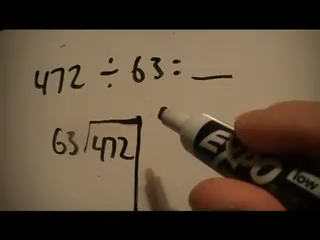 472 ÷ 63 = __
63 472
EXPO
low